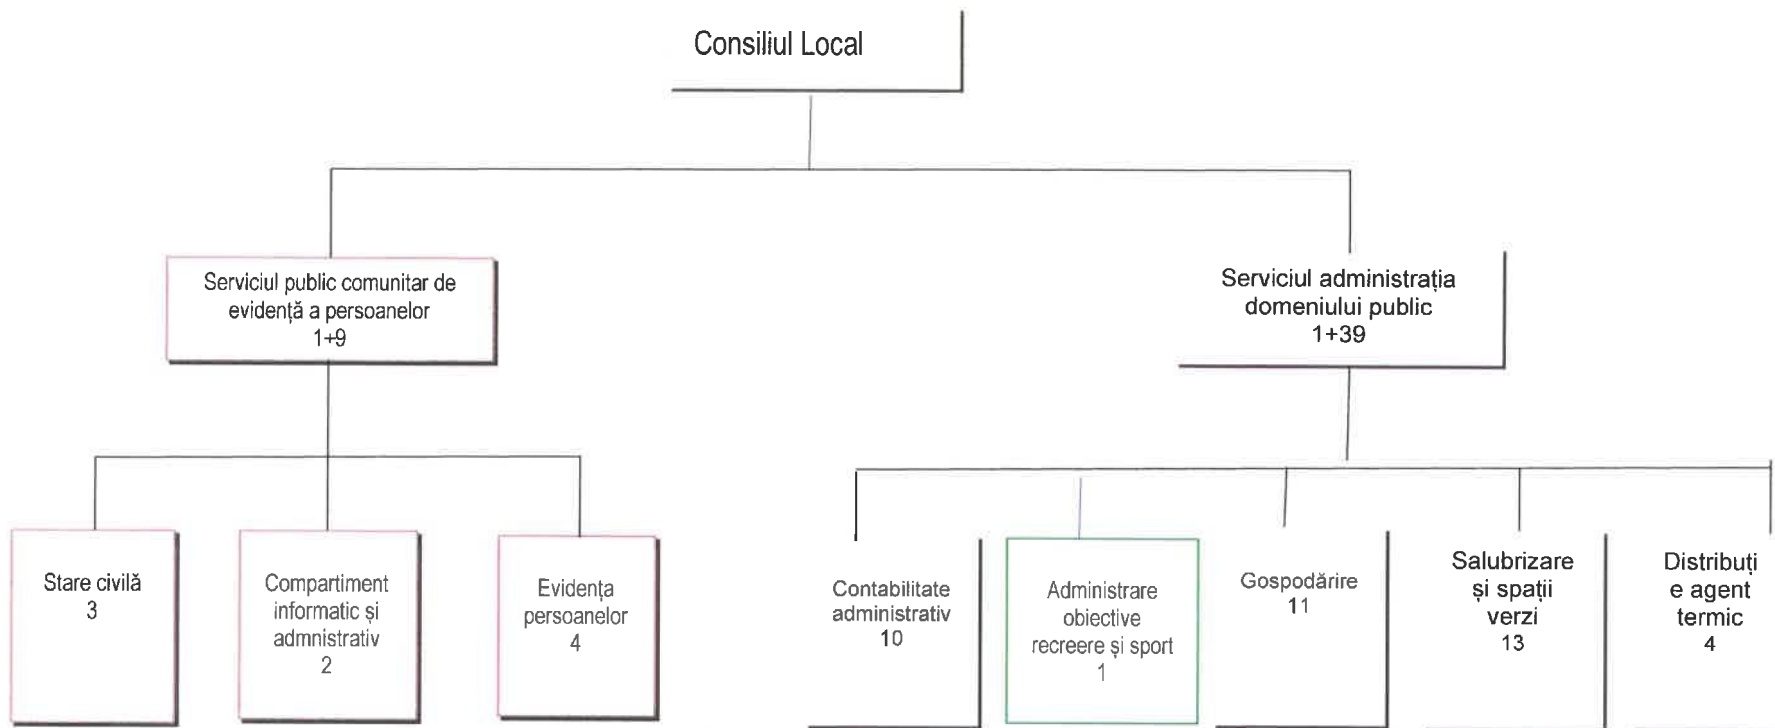 Consiliul Local
Serviciul public comunitar de
evidență a persoanelor
1+9
Serviciul administrația
domeniului public
1+39
Stare civilă
3
Compartiment
informatic și
admnistrativ
2
Evidența
persoanelor
4
Contabilitate
administrativ
10
Administrare
obiective
recreere și sport
1
Gospodărire
11
Salubrizare
și spații
verzi
13
Distribuți
e agent
termic
4